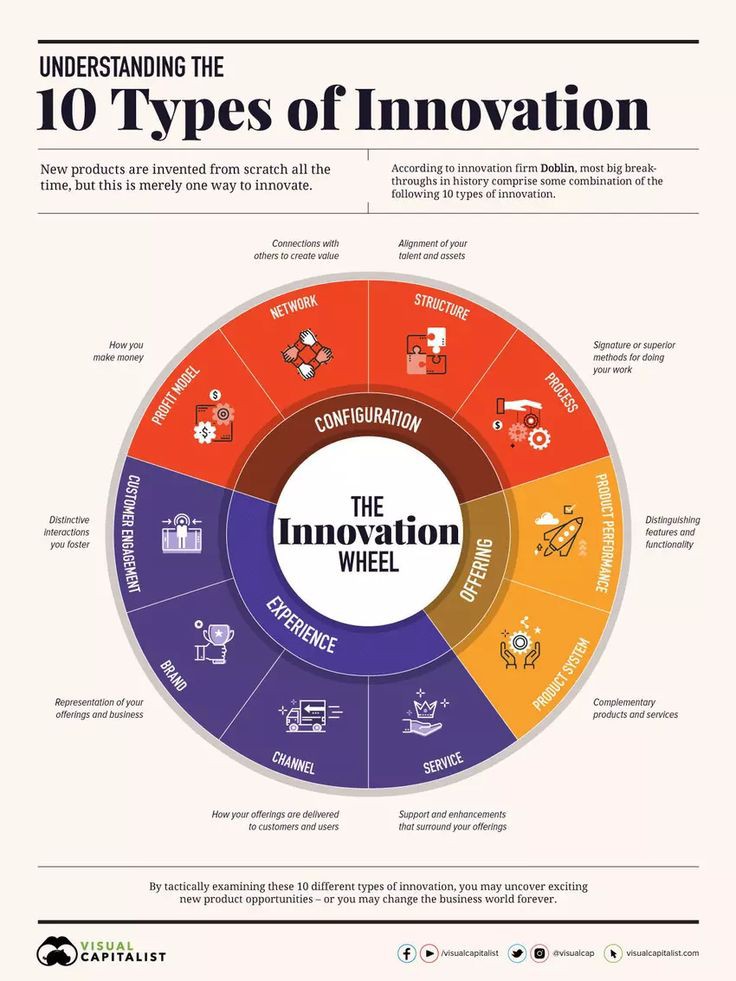 UNDERSTANDING THE
10 Types of Innovation
New products are invented from scratch all the
time, but this is merely one way to innovate.
According to innovation firm Doblin, most big break-
throughs in history comprise some combination of the
following 10 types of innovation.
Connections with
others to create value
Alignment of your
talent and assets
How you
make money
Signature or superior
methods for doing
your work
NETWORK
STRUCTURE
PROFIT MODEL
PROCESS
$
$
$
CONFIGURATION
CUSTOMER ENGAGEMENT
PRODUCT PERFORMANCE
Distinctive
interactions
you foster
Distinguishing
features and
functionality
THE
Innovation
WHEEL
OFFERING
EXPERIENCE
BRAND
PRODUCT SYSTEM
Representation of your
offerings and business
Complementary
products and services
CHANNEL
SERVICE
How your offerings are delivered
to customers and users
Support and enhancements
that surround your offerings
By tactically examining these 10 different types of innovation, you may uncover exciting
new product opportunities – or you may change the business world forever.
VISUAL
CAPITALIST
/visualcapitalist
@visualcap
visualcapitalist.com